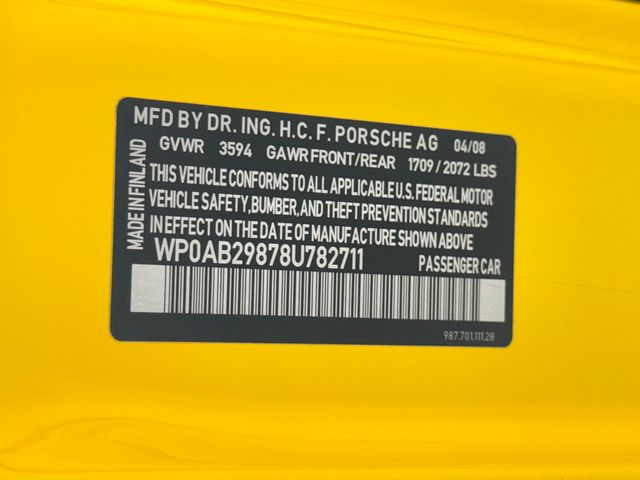 MFD BY DR. ING. H.C. F. PORSCHE AG 04/08
GVWR 3594 GAWR FRONT/REAR 1709 / 2072 LBS
MADE IN FINLAND
THIS VEHICLE CONFORMS TO ALL APPLICABLE U.S. FEDERAL MOTOR
VEHICLE SAFETY, BUMBER, AND THEFT PREVENTION STANDARDS
IN EFFECT ON THE DATE OF MANUFACTURE SHOWN ABOVE
WP0AB29878U782711 PASSENGER CAR
987.701.111.28